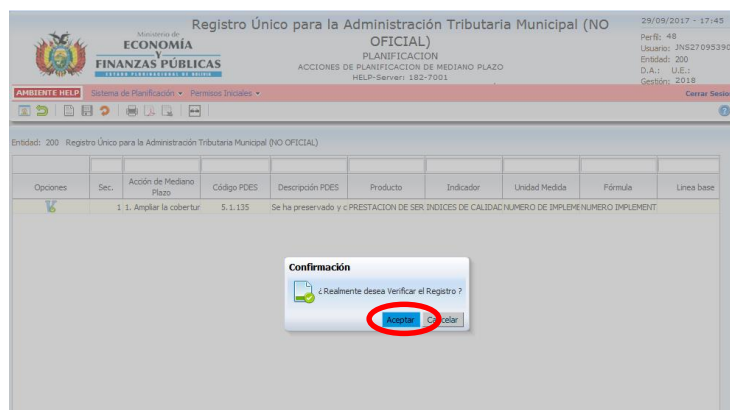 Ministerio de
ECONOMÍA
Y
FINANZAS PÚBLICAS
ESTADO PLURINACIONAL DE BOLIVIA
Registro Único para la Administración Tributaria Municipal (NO
OFICIAL)
PLANIFICACION
ACCIONES DE PLANIFICACION DE MEDIANO PLAZO
HELP-Server: 182-7001
29/09/2017 - 17:45
Perfil: 48
Usuario: JNS27095390
Entidad: 200
D.A.: U.E.:
Gestión: 2018
AMBIENTE HELP Sistema de Planificación Permisos Iniciales Cerrar Sesio
Entidad: 200 Registro Único para la Administración Tributaria Municipal (NO OFICIAL)
Opciones Sec. Acción de Mediano Plazo Código PDES Descripción PDES Producto Indicador Unidad Medida Fórmula Linea base
1 1. Ampliar la cobertur 5.1.135 Se ha preservado y c PRESTACION DE SER INDICES DE CALIDAD NUMERO DE IMPLEME NUMERO IMPLEMENT
Confirmación
¿ Realmente desea Verificar el Registro ?
Aceptar Cancelar